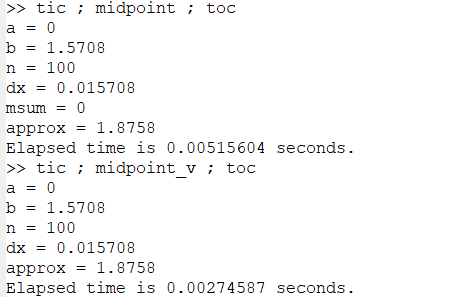 >> tic ; midpoint ; toc
a = 0
b = 1.5708
n = 100
dx = 0.015708
msum = 0
approx = 1.8758
Elapsed time is 0.00515604 seconds.
>> tic ; midpoint_v ; toc
a = 0
b = 1.5708
n = 100
dx = 0.015708
approx = 1.8758
Elapsed time is 0.00274587 seconds.